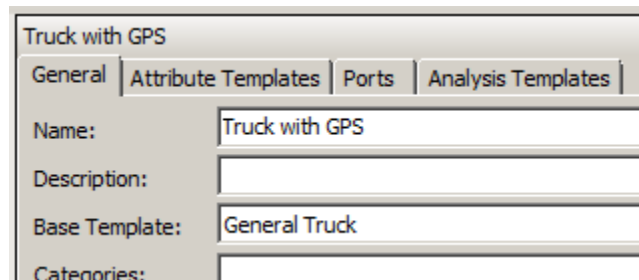 Truck with GPS
General Attribute Templates Ports Analysis Templates
Name: Truck with GPS
Description:
Base Template: General Truck
Categories: